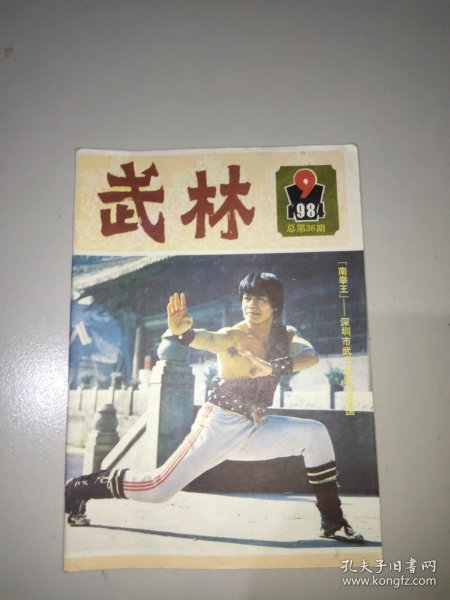 武林
9
1984
总第36期
「南拳王」——深圳市武
孔夫子旧书网
www.kongfz.com